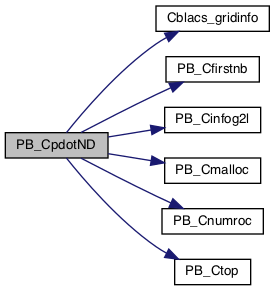 Cblacs_gridinfo
PB_Cfirstnb
PB_Cinfog2l
PB_CpdotND
PB_Cmalloc
PB_Cnumroc
PB_Ctop